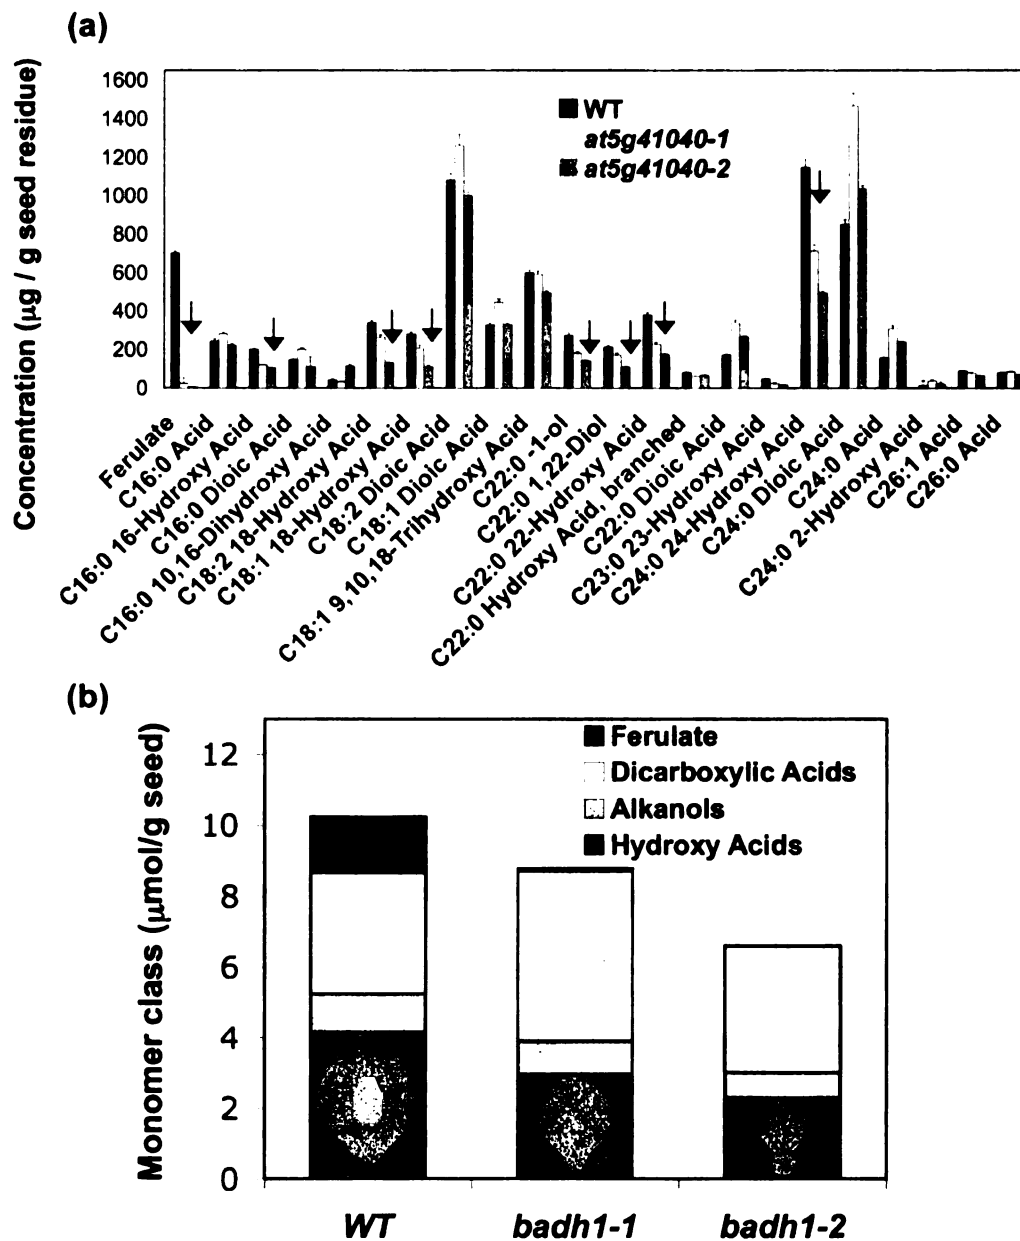 (a)
Concentration (µg / g seed residue)
1600
1400
1200
1000
800
600
400
200
0
WT
at5g41040-1
at5g41040-2
Ferulate
C16:0 Acid
C16:0 16-Hydroxy Acid
C16:0 Dioic Acid
C16:0 10,16-Dihydroxy Acid
C18:2 18-Hydroxy Acid
C18:1 18-Hydroxy Acid
C18:2 Dioic Acid
C18:1 Dioic Acid
C18:1 9,10,18-Trihydroxy Acid
C22:0 -1-ol
C22:0 1,22-Diol
C22:0 22-Hydroxy Acid
C22:0 Hydroxy Acid, branched
C22:0 Dioic Acid
C23:0 23-Hydroxy Acid
C24:0 24-Hydroxy Acid
C24:0 Dioic Acid
C24:0 Acid
C24:0 2-Hydroxy Acid
C26:1 Acid
C26:0 Acid
(b)
Monomer class (µmol/g seed)
12
10
8
6
4
2
0
Ferulate
Dicarboxylic Acids
Alkanols
Hydroxy Acids
WT
badh1-1
badh1-2